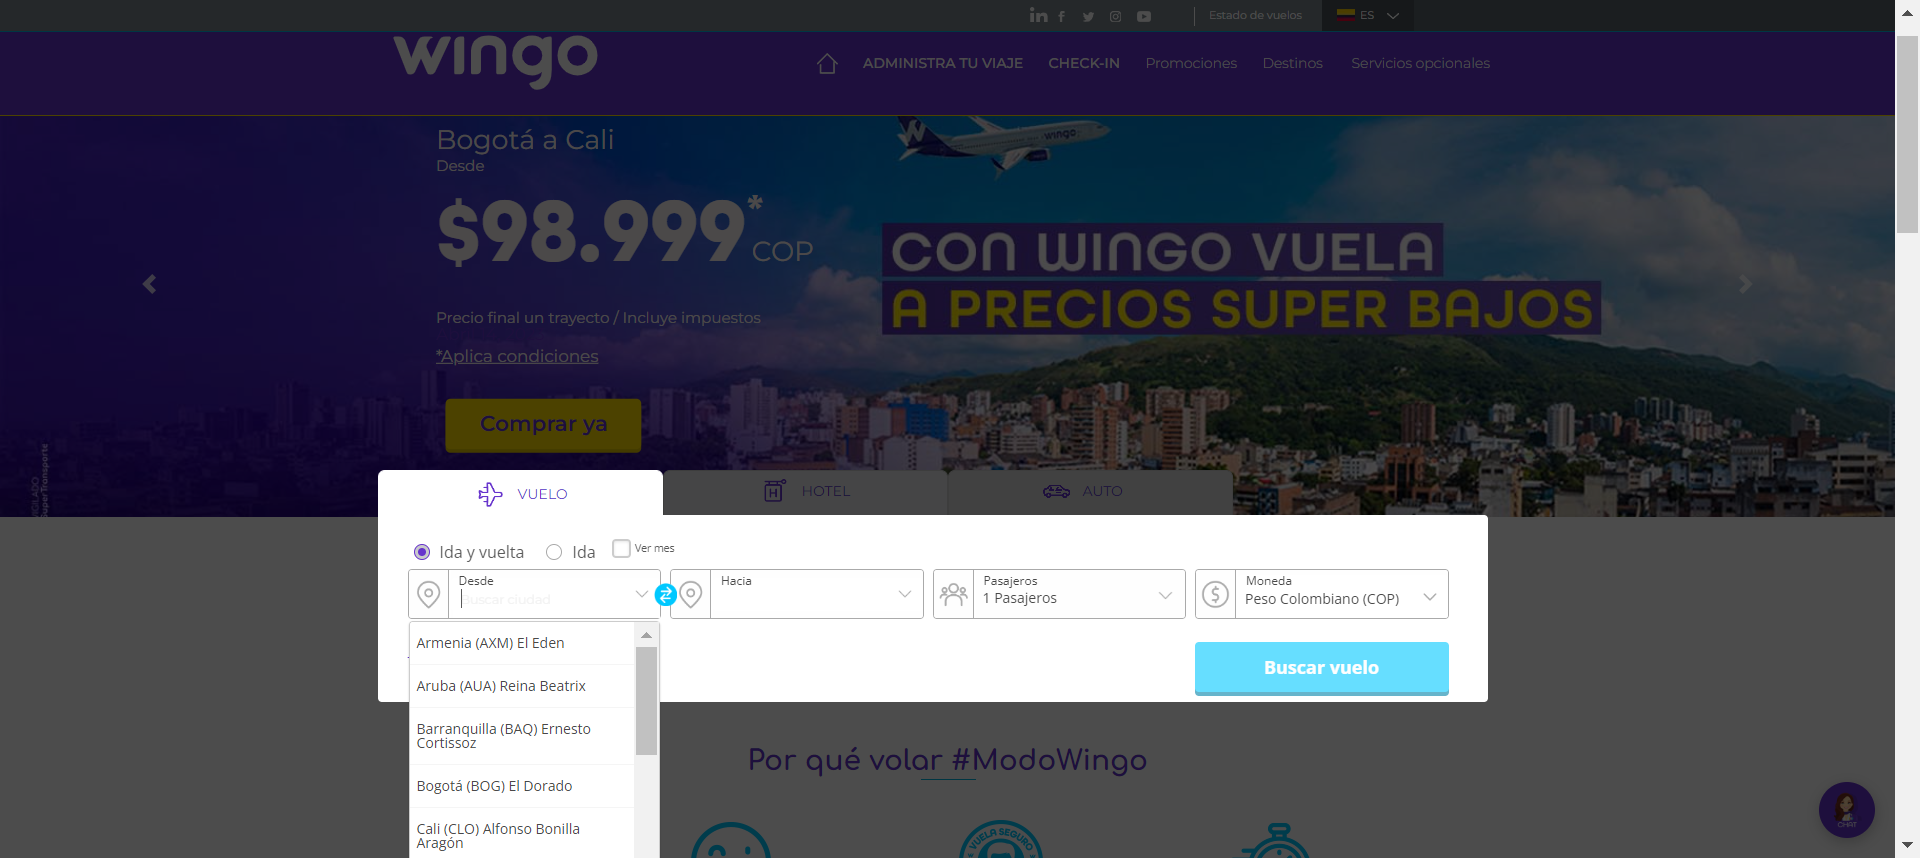 Estado de vuelos
ES
wingo
ADMINISTRA TU VIAJE
CHECK-IN
Promociones
Destinos
Servicios opcionales
Bogotá a Cali
Desde
$98.999*
COP
Precio final un trayecto / Incluye impuestos
*Aplica condiciones
Comprar ya
wingo
CON WINGO VUELA
A PRECIOS SUPER BAJOS
VIGILADO
SuperTransporte
VUELO
HOTEL
AUTO
Ida y vuelta
Ida
Ver mes
Desde
Buscar ciudad
Hacia
Pasajeros
1 Pasajeros
Moneda
Peso Colombiano (COP)
Armenia (AXM) El Eden
Aruba (AUA) Reina Beatrix
Barranquilla (BAQ) Ernesto
Cortissoz
Bogotá (BOG) El Dorado
Cali (CLO) Alfonso Bonilla
Aragón
Buscar vuelo
Por qué volar #ModoWingo
VUELA SEGURO
CHAT